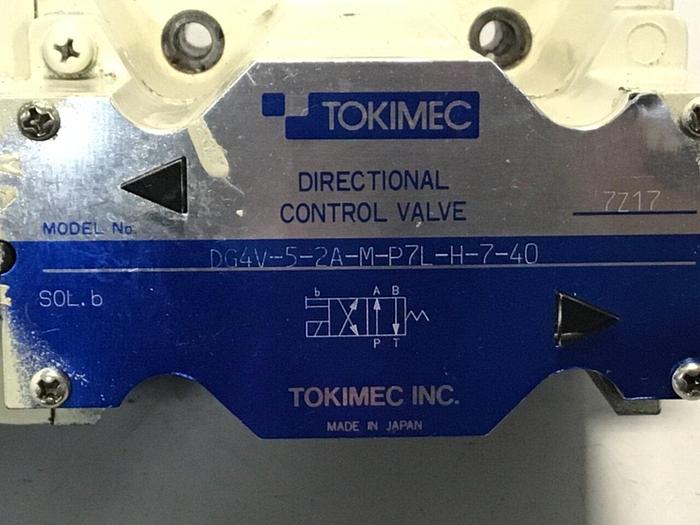 TOKIMEC
DIRECTIONAL
CONTROL VALVE
7Z17
MODEL No.
DG4V-5-2A-M-P7L-H-7-40
SOL.b
b A B
P T
TOKIMEC INC.
MADE IN JAPAN